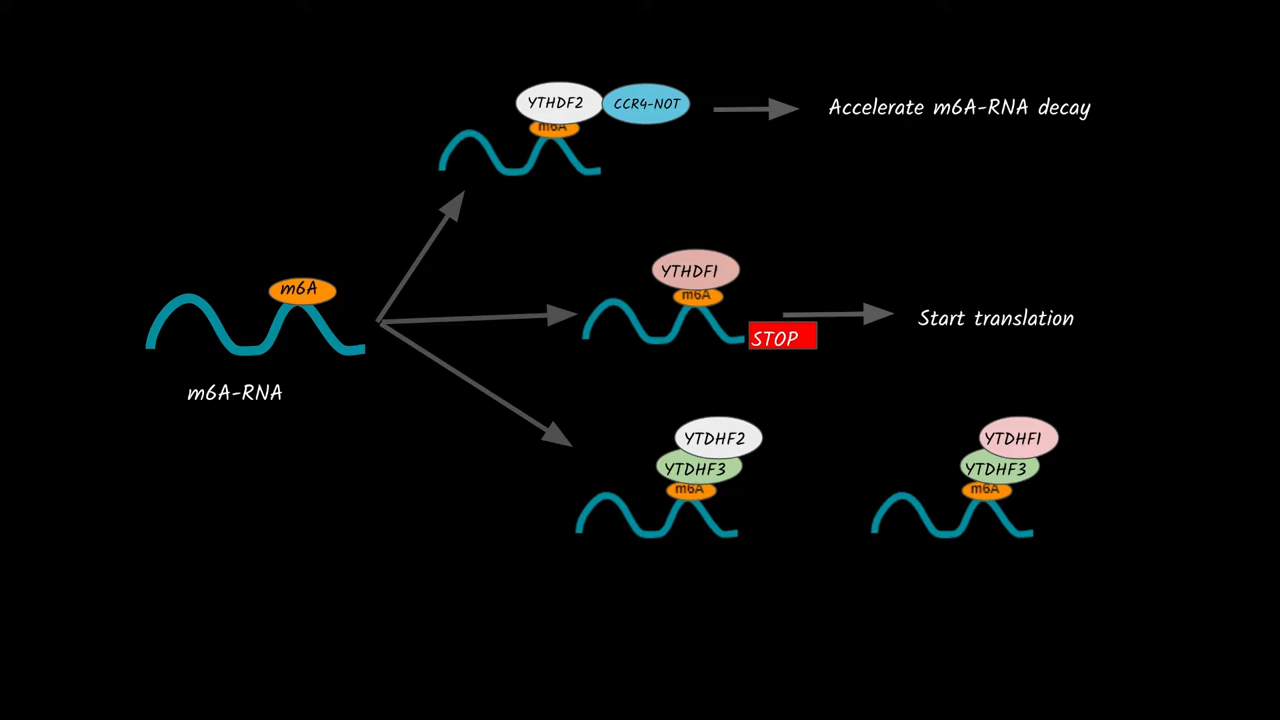 YTHDF2
CCR4-NOT
m6A
Accelerate m6A-RNA decay
m6A
m6A-RNA
YTHDF1
m6A
STOP
Start translation
YTDHF2
YTDHF3
m6A
YTDHF1
YTDHF3
m6A